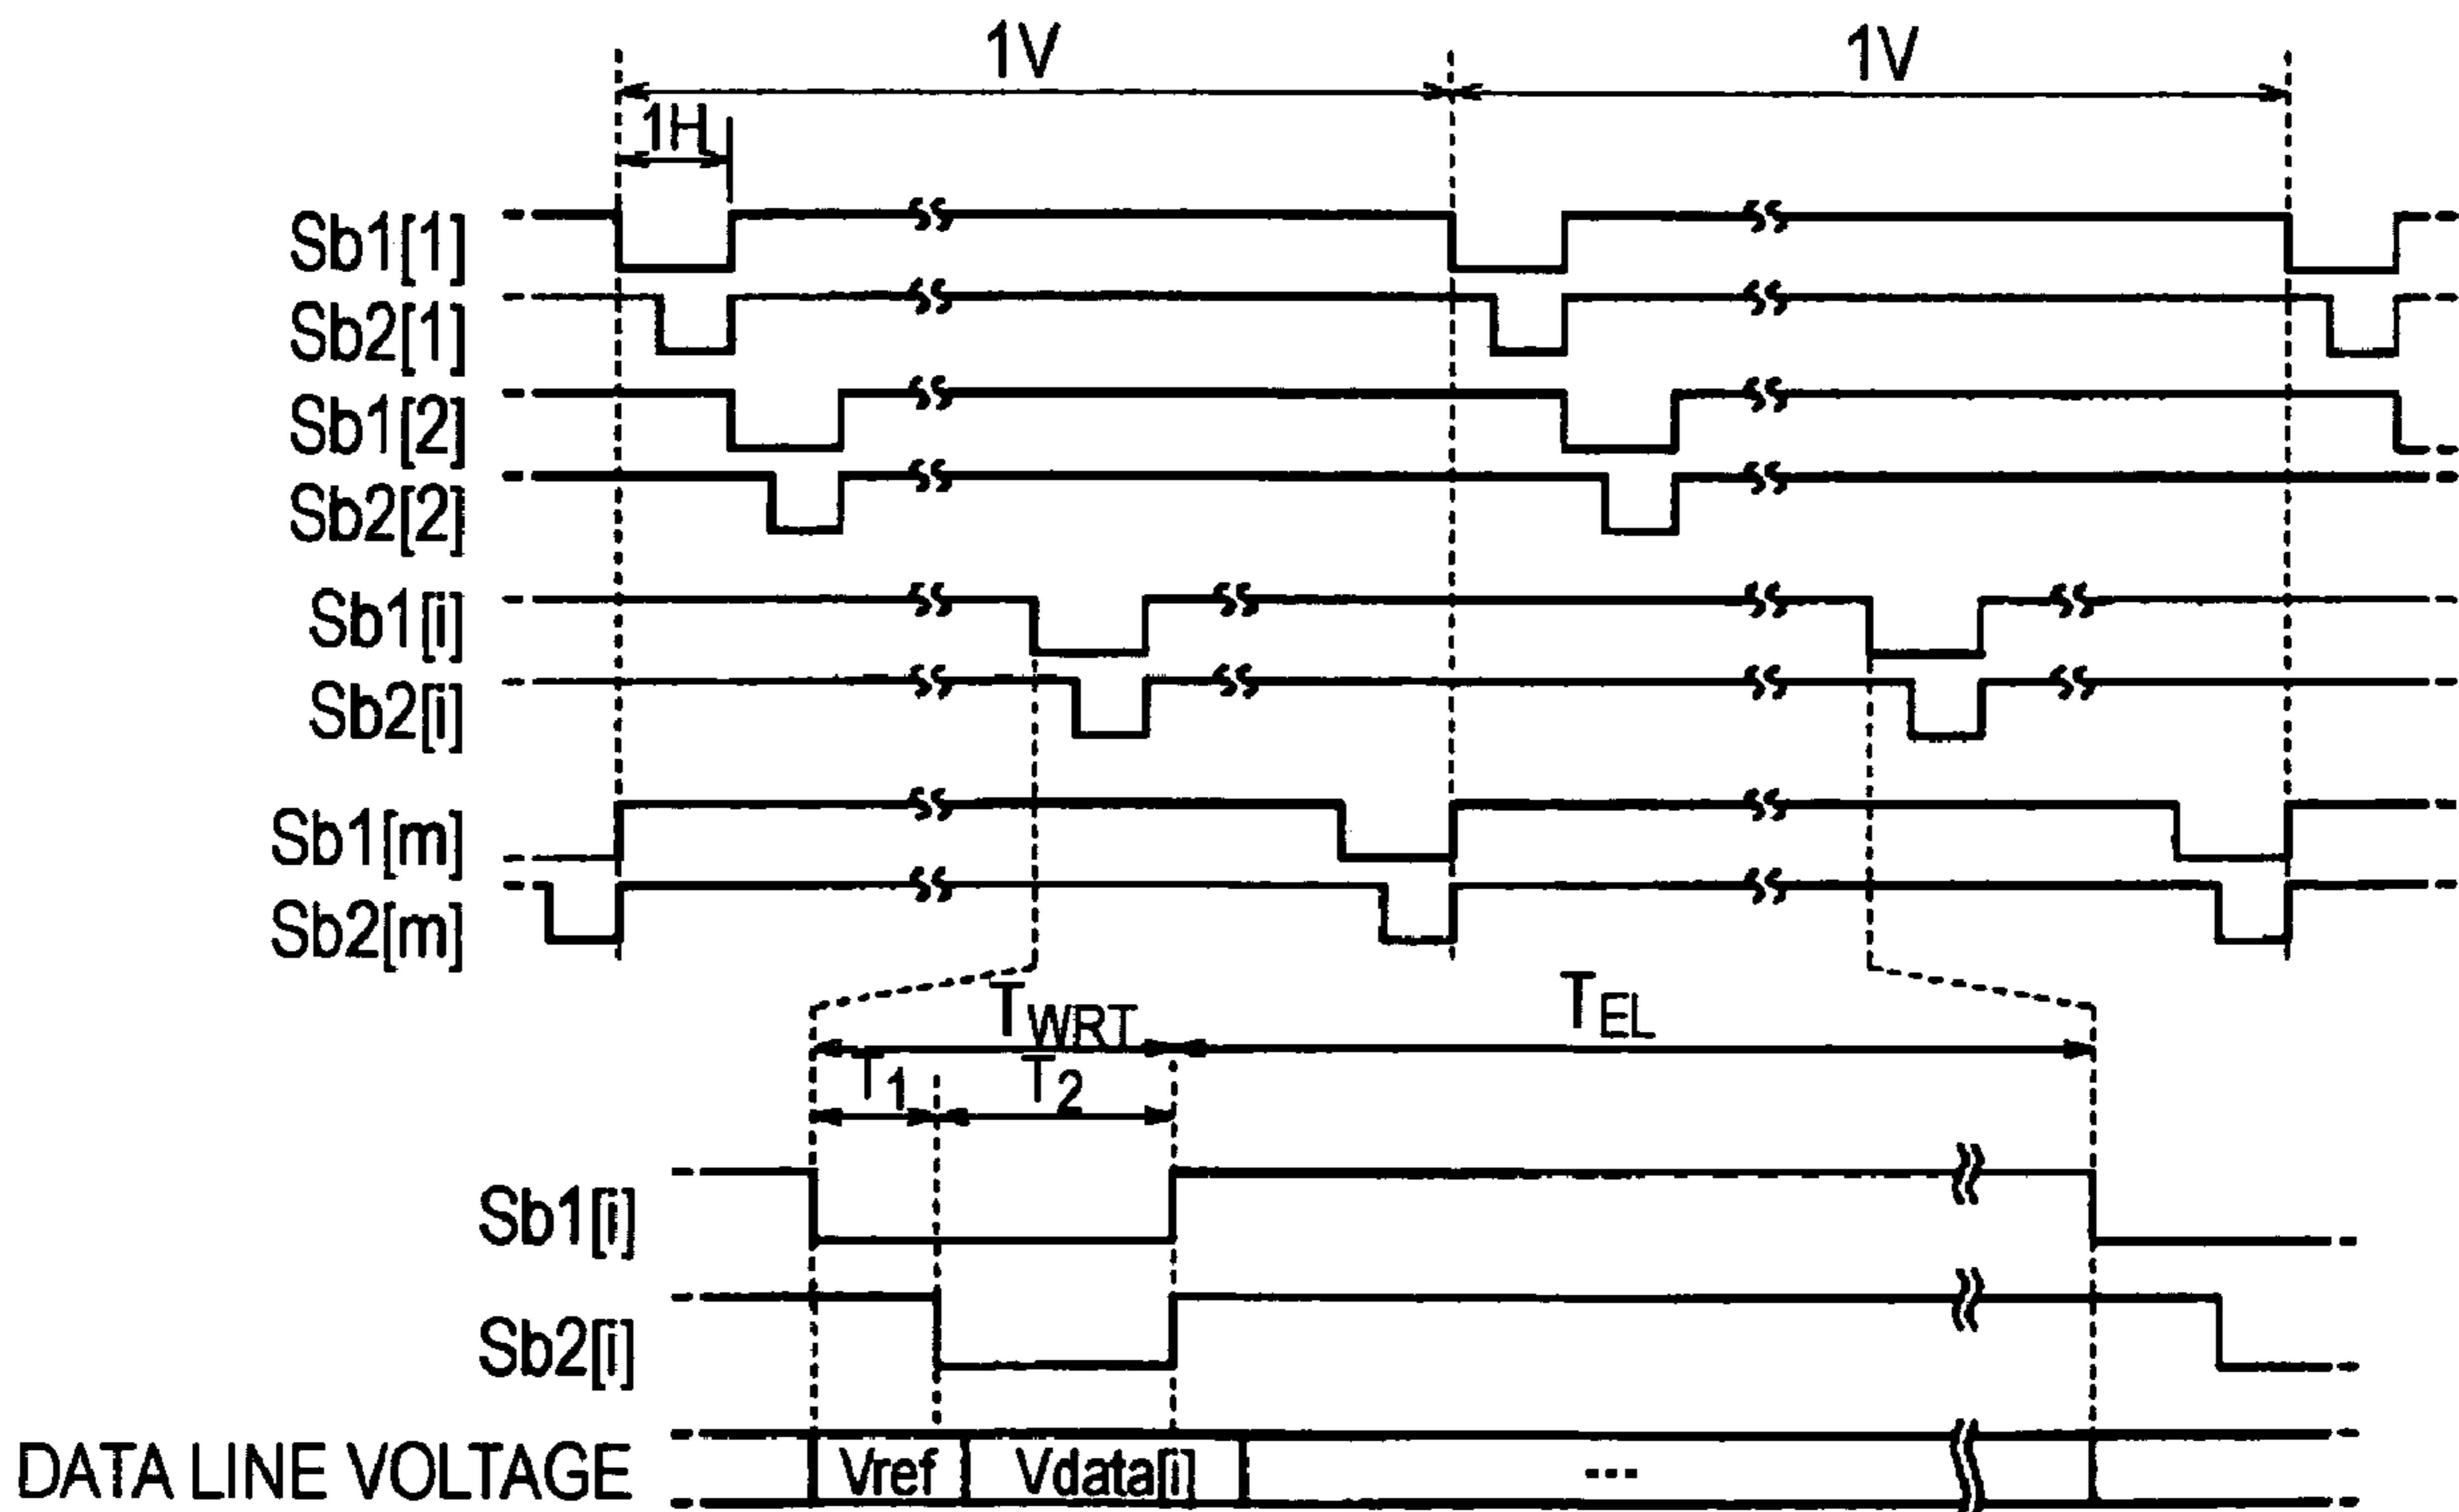 1V 1V
1H
Sb1[1]
Sb2[1]
Sb1[2]
Sb2[2]
Sb1[i]
Sb2[i]
Sb1[m]
Sb2[m]
TWRT TEL
T1 T2
Sb1[i]
Sb2[i]
DATA LINE VOLTAGE Vref Vdata[i] ---